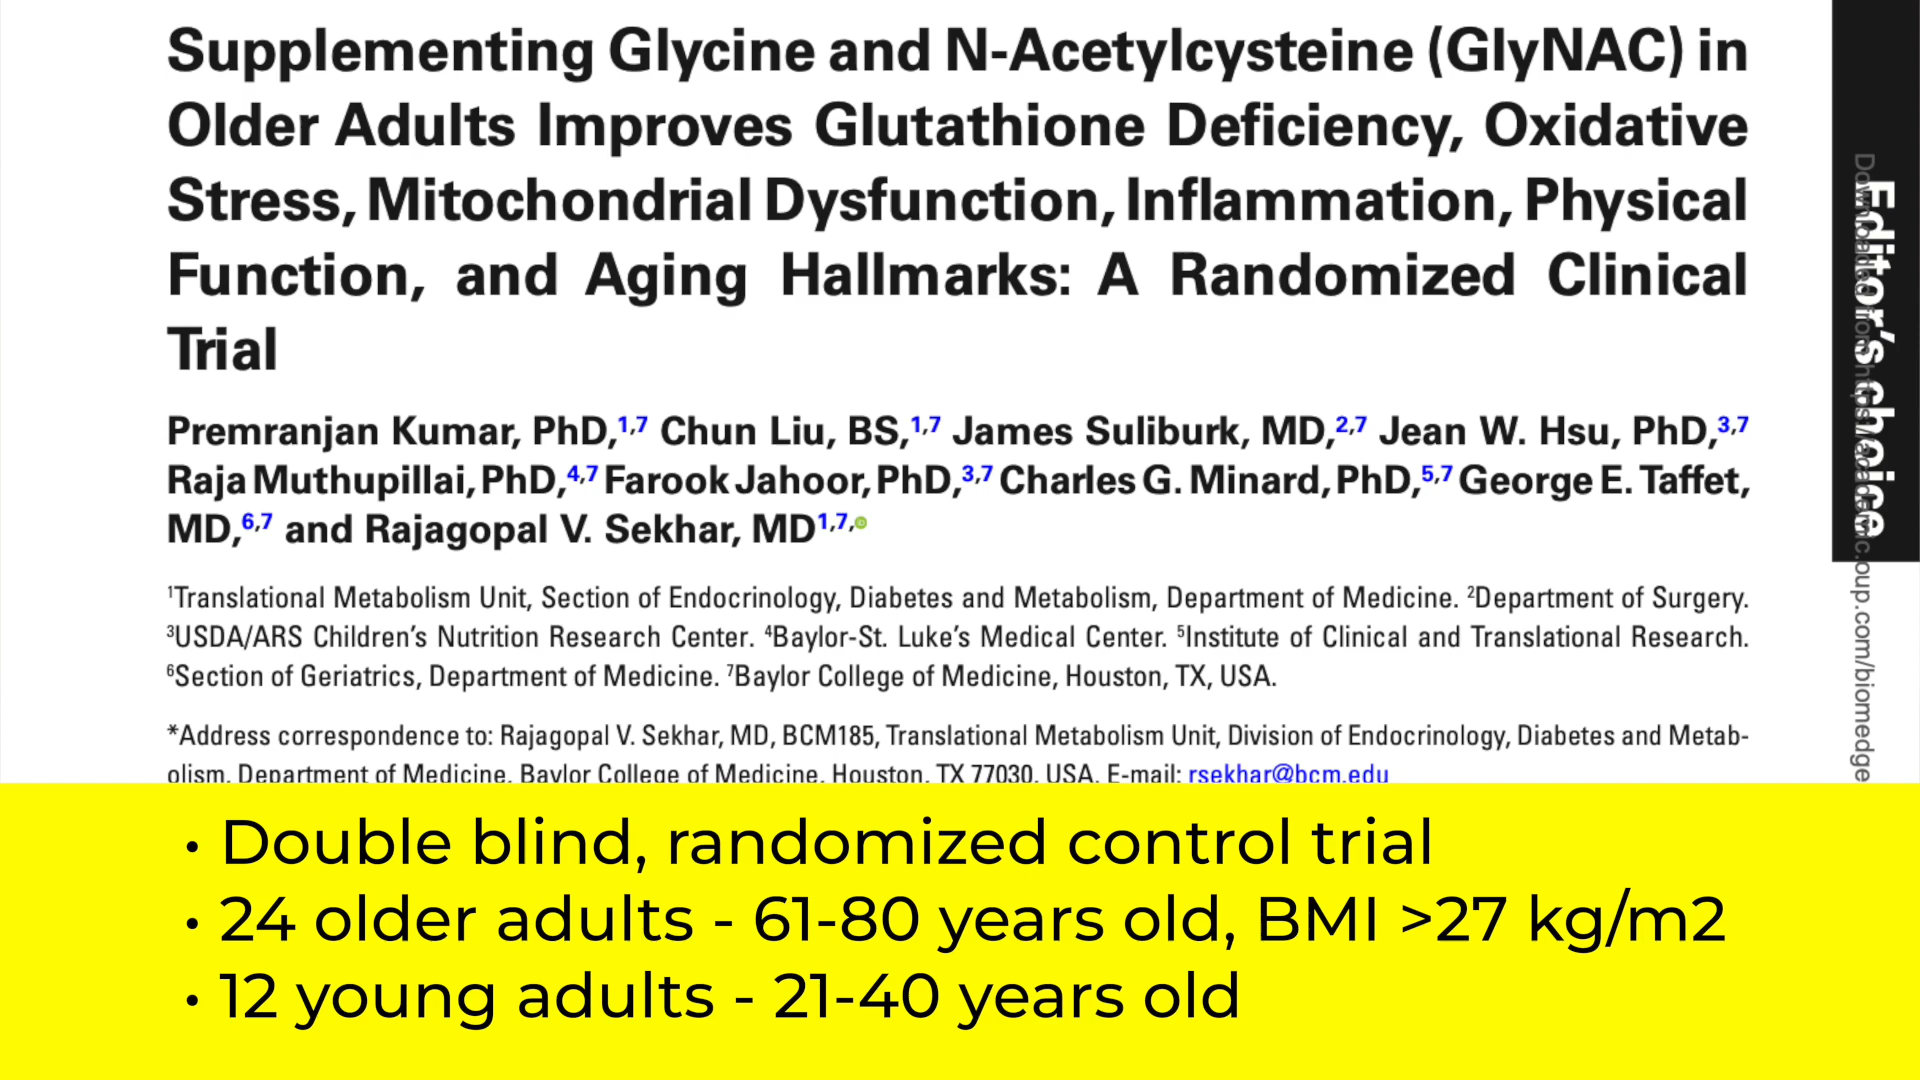 Supplementing Glycine and N-Acetylcysteine (GlyNAC) in
Older Adults Improves Glutathione Deficiency, Oxidative
Stress, Mitochondrial Dysfunction, Inflammation, Physical
Function, and Aging Hallmarks: A Randomized Clinical
Trial
Premranjan Kumar, PhD,1,7 Chun Liu, BS,1,7 James Suliburk, MD,2,7 Jean W. Hsu, PhD,3,7
Raja Muthupillai, PhD,4,7 Farook Jahoor, PhD,3,7 Charles G. Minard, PhD,5,7 George E. Taffet,
MD,6,7 and Rajagopal V. Sekhar, MD1,7,
1Translational Metabolism Unit, Section of Endocrinology, Diabetes and Metabolism, Department of Medicine. 2Department of Surgery.
3USDA/ARS Children's Nutrition Research Center. 4Baylor-St. Luke's Medical Center. 5Institute of Clinical and Translational Research.
6Section of Geriatrics, Department of Medicine. 7Baylor College of Medicine, Houston, TX, USA.
*Address correspondence to: Rajagopal V. Sekhar, MD, BCM185, Translational Metabolism Unit, Division of Endocrinology, Diabetes and Metab-
olism, Department of Medicine, Baylor College of Medicine, Houston, TX 77030, USA. E-mail: rsekhar@bcm.edu
Editor's choice
Downloaded from https://academic.oup.com/biomedge
• Double blind, randomized control trial
• 24 older adults - 61-80 years old, BMI >27 kg/m2
• 12 young adults - 21-40 years old